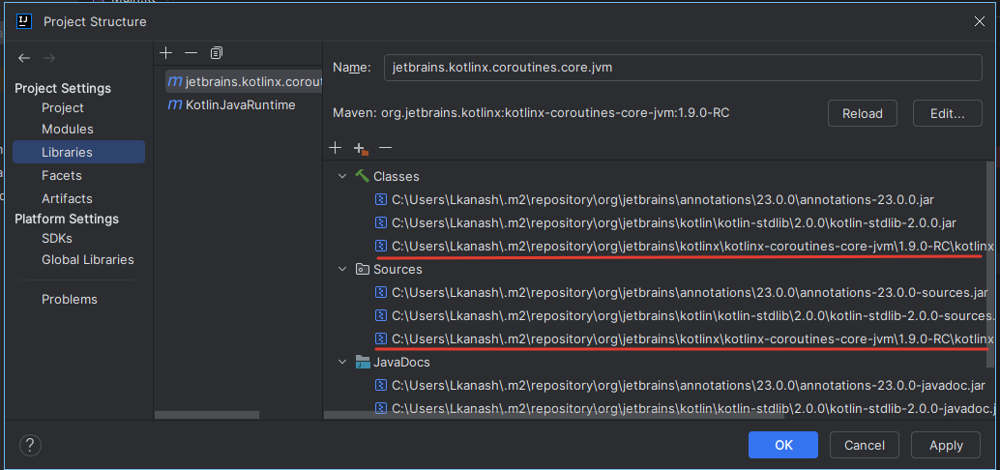 Project Structure
Project Settings
Project
Modules
Libraries
Facets
Artifacts
Platform Settings
SDKs
Global Libraries
Problems
jetbrains.kotlinx.corout
KotlinJavaRuntime
Name: jetbrains.kotlinx.coroutines.core.jvm
Maven: org.jetbrains.kotlinx:kotlinx-coroutines-core-jvm:1.9.0-RC
Reload
Edit...
Classes
C:\Users\Lkanash\.m2\repository\org\jetbrains\annotations\23.0.0\annotations-23.0.0.jar
C:\Users\Lkanash\.m2\repository\org\jetbrains\kotlin\kotlin-stdlib\2.0.0\kotlin-stdlib-2.0.0.jar
C:\Users\Lkanash\.m2\repository\org\jetbrains\kotlinx\kotlinx-coroutines-core-jvm\1.9.0-RC\kotlinx
Sources
C:\Users\Lkanash\.m2\repository\org\jetbrains\annotations\23.0.0\annotations-23.0.0-sources.jar
C:\Users\Lkanash\.m2\repository\org\jetbrains\kotlin\kotlin-stdlib\2.0.0\kotlin-stdlib-2.0.0-sources.
C:\Users\Lkanash\.m2\repository\org\jetbrains\kotlinx\kotlinx-coroutines-core-jvm\1.9.0-RC\kotlinx
JavaDocs
C:\Users\Lkanash\.m2\repository\org\jetbrains\annotations\23.0.0\annotations-23.0.0-javadoc.jar
C:\Users\Lkanash\.m2\repository\org\jetbrains\kotlin\kotlin-stdlib\2.0.0\kotlin-stdlib-2.0.0-javadoc.j
?
OK
Cancel
Apply